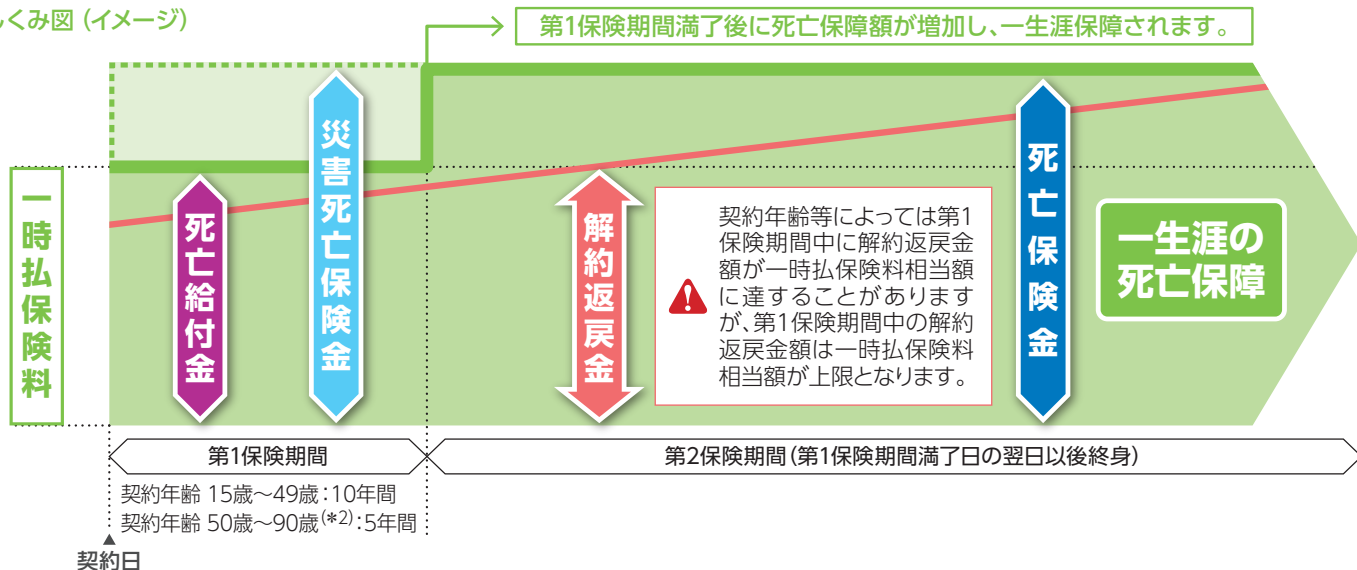 しくみ図（イメージ）
第1保険期間満了後に死亡保障額が増加し、一生涯保障されます。
一時払保険料
死亡給付金
災害死亡保険金
解約返戻金
契約年齢等によっては第1
保険期間中に解約返戻金
額が一時払保険料相当額
に達することがあります
が、第1保険期間中の解約
返戻金額は一時払保険料
相当額が上限となります。
死亡保険金
一生涯の
死亡保障
第1保険期間
第2保険期間（第1保険期間満了日の翌日以後終身）
契約年齢 15歳～49歳：10年間
契約年齢 50歳～90歳(*2)：5年間
契約日